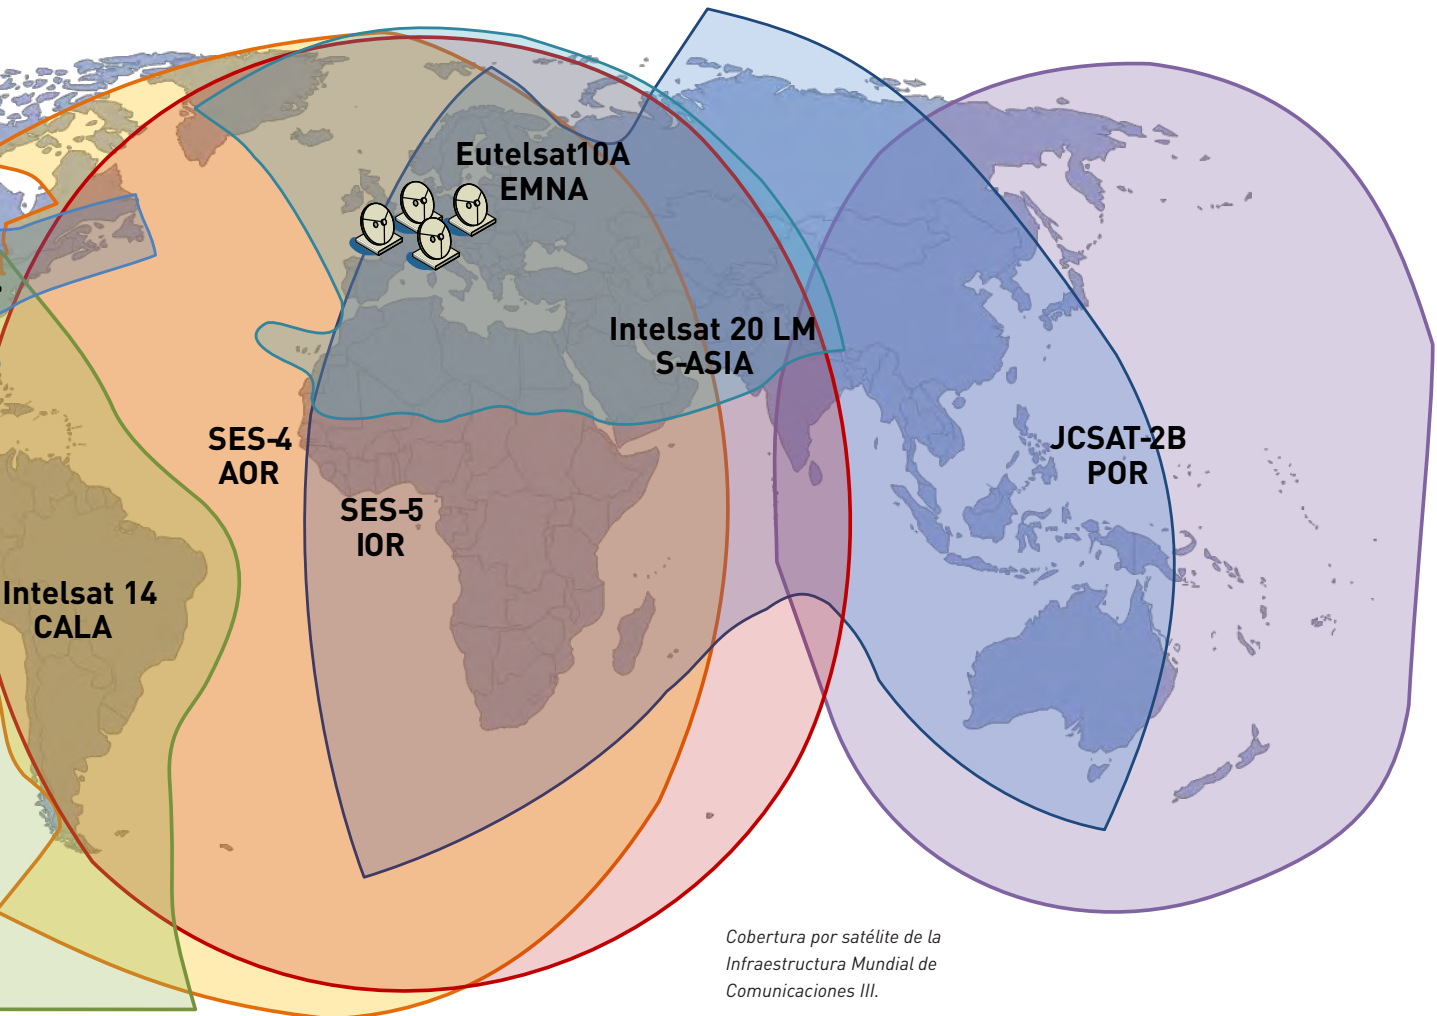 Eutelsat10A
EMNA
Intelsat 20 LM
S-ASIA
SES-4
AOR
JCSAT-2B
POR
SES-5
IOR
Intelsat 14
CALA
Cobertura por satélite de la
Infraestructura Mundial de
Comunicaciones III.